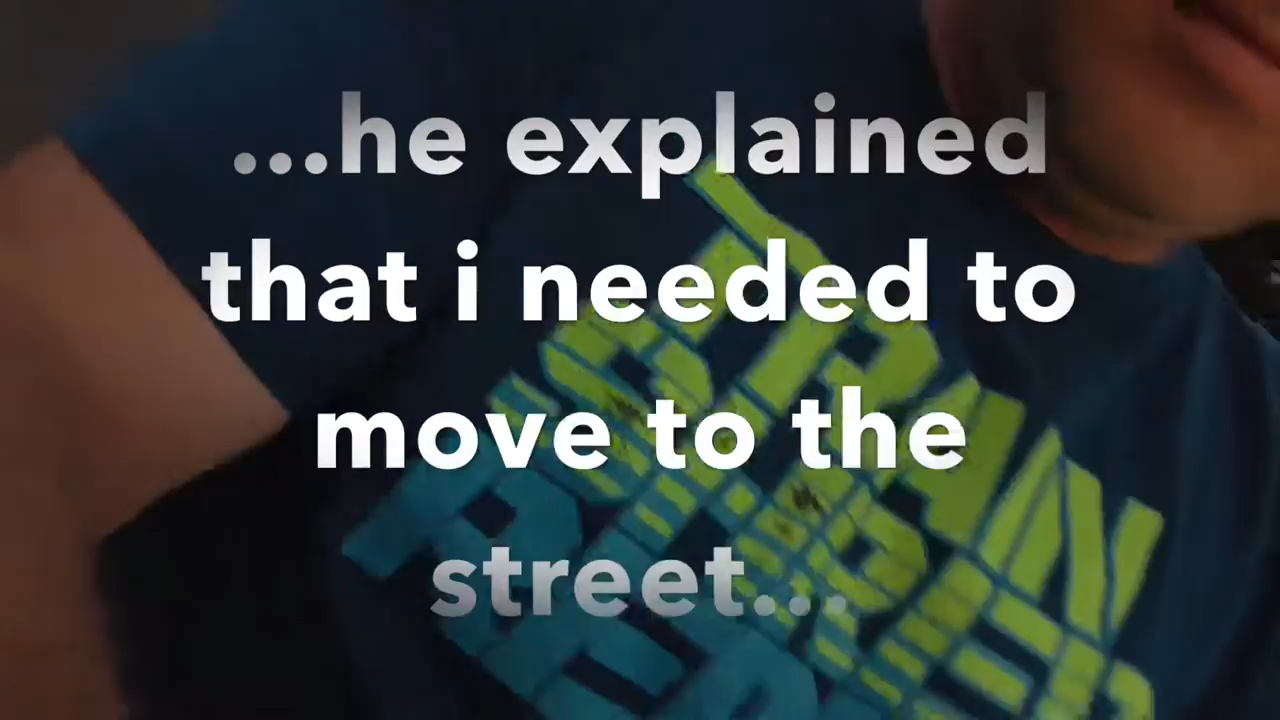 ...he explained
that i needed to
move to the
street...